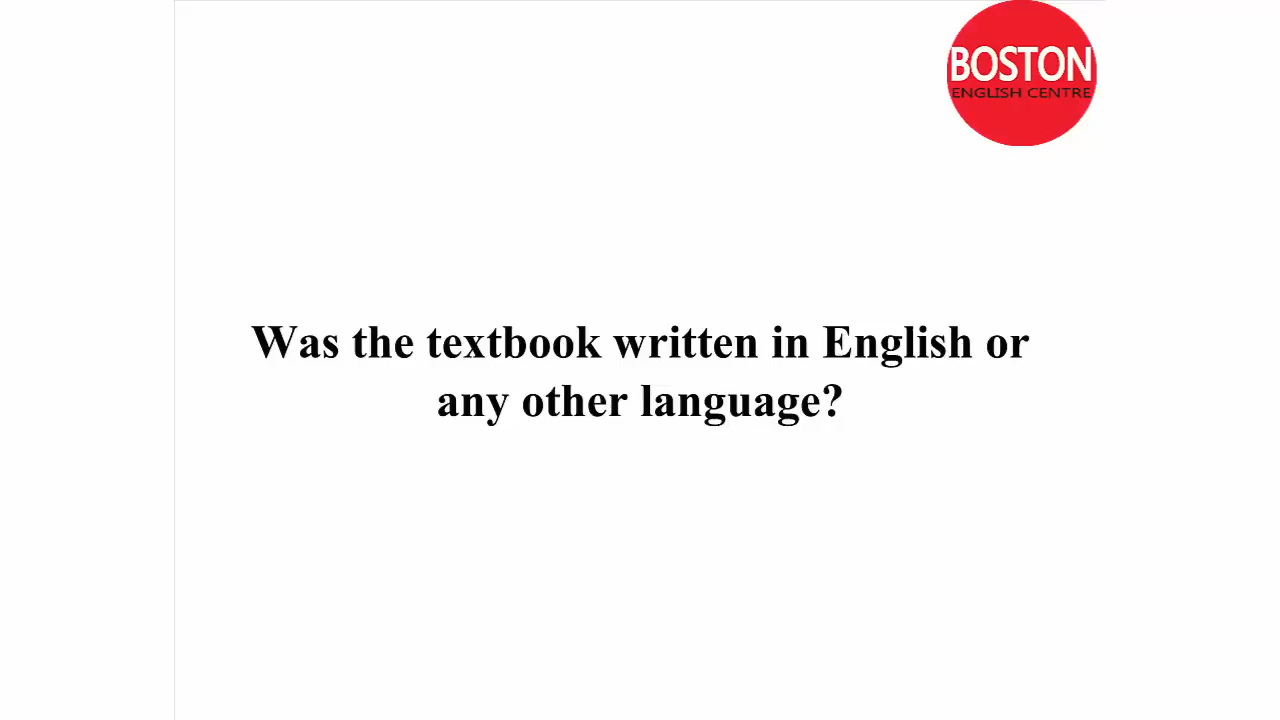 BOSTON
ENGLISH CENTRE
Was the textbook written in English or
any other language?